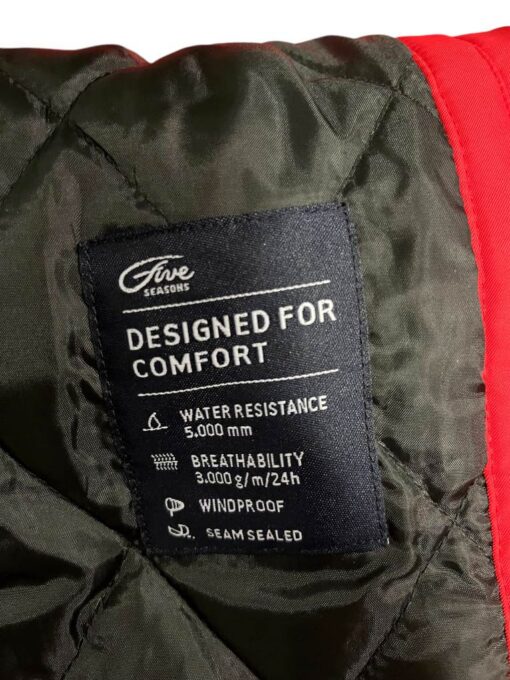 Five
SEASONS
DESIGNED FOR
COMFORT
WATER RESISTANCE
5.000 mm
BREATHABILITY
3.000 g/m/24h
WINDPROOF
SEAM SEALED